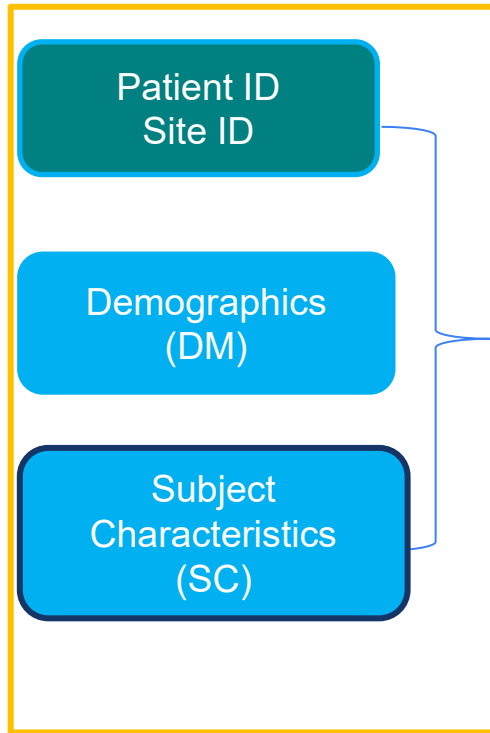 Patient ID
Site ID
Demographics
(DM)
Subject
Characteristics
(SC)